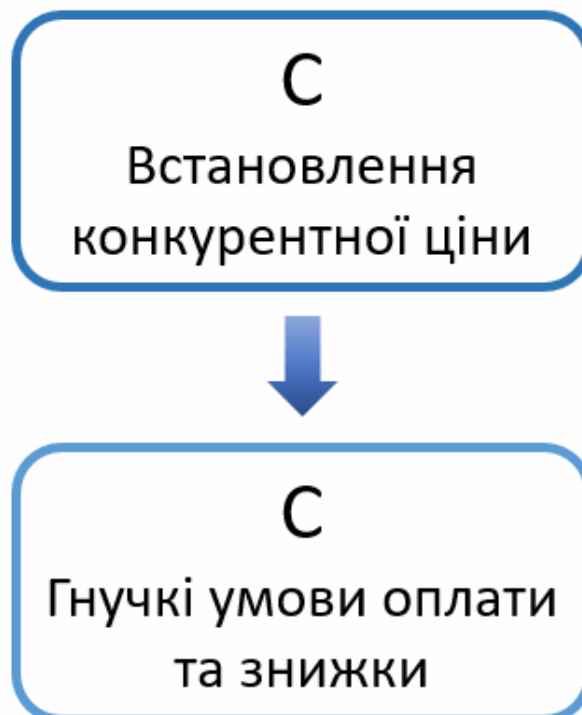 С
Встановлення
конкурентної ціни
С
Гнучкі умови оплати
та знижки